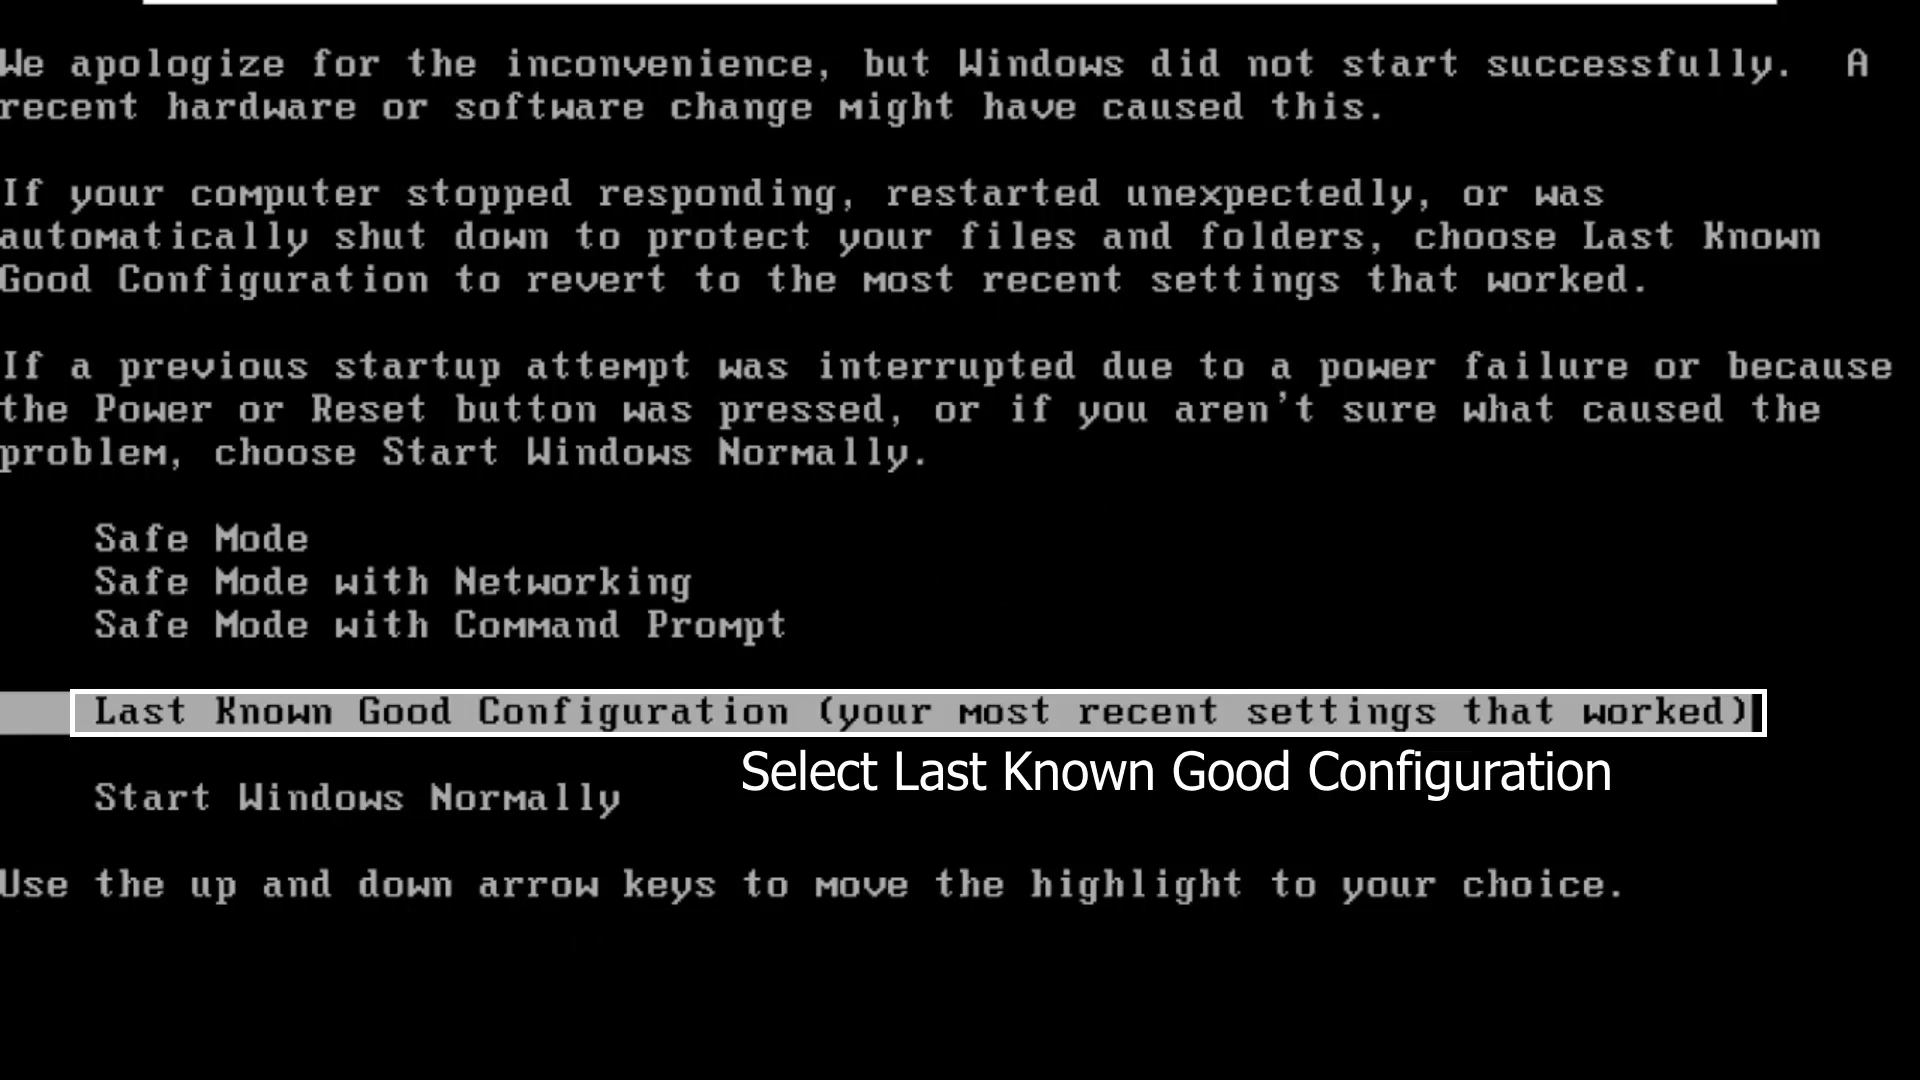 We apologize for the inconvenience, but Windows did not start successfully.  A
recent hardware or software change might have caused this.
If your computer stopped responding, restarted unexpectedly, or was
automatically shut down to protect your files and folders, choose Last Known
Good Configuration to revert to the most recent settings that worked.
If a previous startup attempt was interrupted due to a power failure or because
the Power or Reset button was pressed, or if you aren't sure what caused the
problem, choose Start Windows Normally.
Safe Mode
Safe Mode with Networking
Safe Mode with Command Prompt
Last Known Good Configuration (your most recent settings that worked)
Select Last Known Good Configuration
Start Windows Normally
Use the up and down arrow keys to move the highlight to your choice.